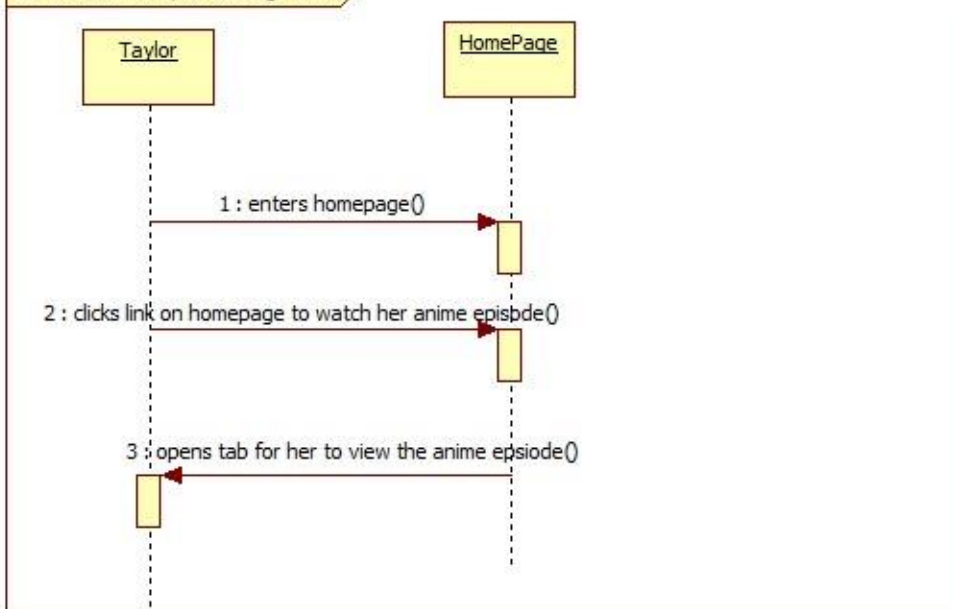 Taylor
HomePage
1 : enters homepage()
2 : clicks link on homepage to watch her anime episode()
3 : opens tab for her to view the anime epsiode()